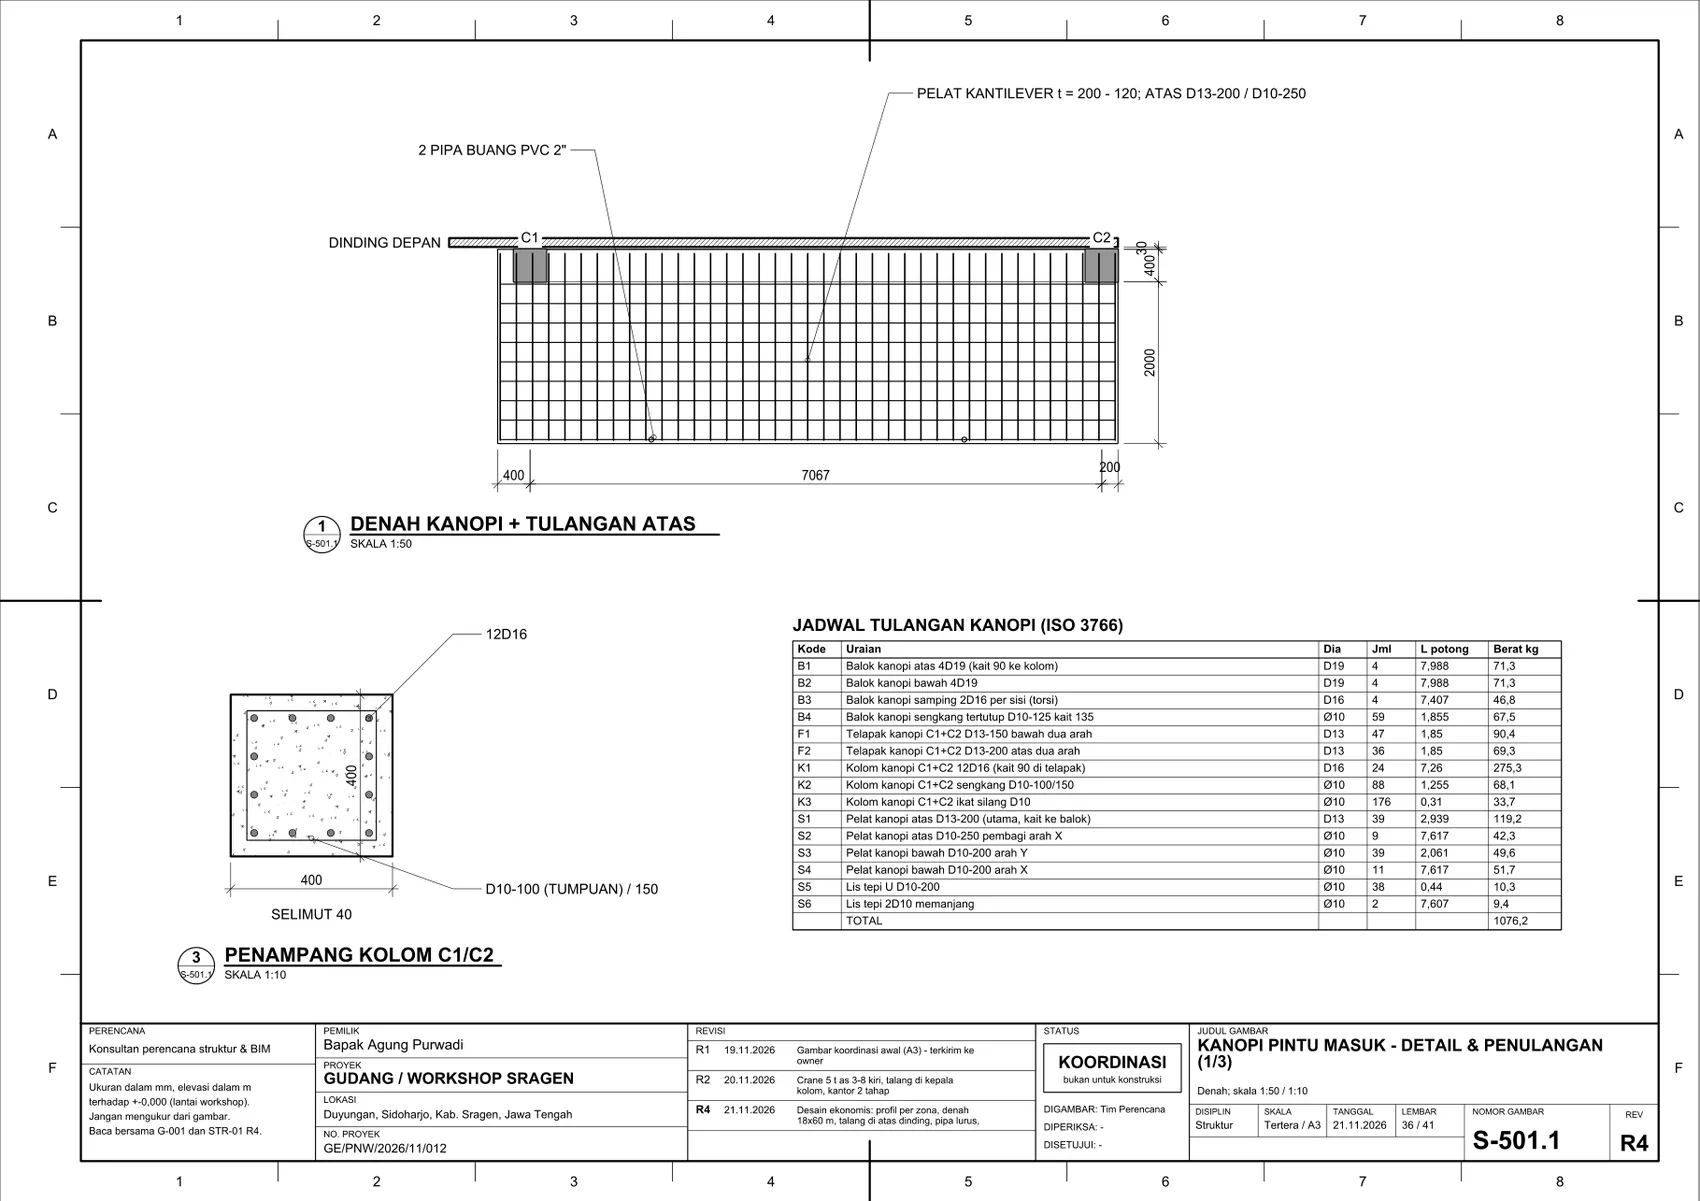 1 2 3 4 5 6 7 8
A A
B B
C C
D D
E E
F F
PELAT KANTILEVER t = 200 - 120; ATAS D13-200 / D10-250
2 PIPA BUANG PVC 2"
DINDING DEPAN
C1
C2
30
400
2000
400
7067
200
1
S-501.1
DENAH KANOPI + TULANGAN ATAS
SKALA 1:50
12D16
400
400
D10-100 (TUMPUAN) / 150
SELIMUT 40
3
S-501.1
PENAMPANG KOLOM C1/C2
SKALA 1:10
JADWAL TULANGAN KANOPI (ISO 3766)
Kode Uraian Dia Jml L potong Berat kg
B1 Balok kanopi atas 4D19 (kait 90 ke kolom) D19 4 7,988 71,3
B2 Balok kanopi bawah 4D19 D19 4 7,988 71,3
B3 Balok kanopi samping 2D16 per sisi (torsi) D16 4 7,407 46,8
B4 Balok kanopi sengkang tertutup D10-125 kait 135 Ø10 59 1,855 67,5
F1 Telapak kanopi C1+C2 D13-150 bawah dua arah D13 47 1,85 90,4
F2 Telapak kanopi C1+C2 D13-200 atas dua arah D13 36 1,85 69,3
K1 Kolom kanopi C1+C2 12D16 (kait 90 di telapak) D16 24 7,26 275,3
K2 Kolom kanopi C1+C2 sengkang D10-100/150 Ø10 88 1,255 68,1
K3 Kolom kanopi C1+C2 ikat silang D10 Ø10 176 0,31 33,7
S1 Pelat kanopi atas D13-200 (utama, kait ke balok) D13 39 2,939 119,2
S2 Pelat kanopi atas D10-250 pembagi arah X Ø10 9 7,617 42,3
S3 Pelat kanopi bawah D10-200 arah Y Ø10 39 2,061 49,6
S4 Pelat kanopi bawah D10-200 arah X Ø10 11 7,617 51,7
S5 Lis tepi U D10-200 Ø10 38 0,44 10,3
S6 Lis tepi 2D10 memanjang Ø10 2 7,607 9,4
TOTAL 1076,2
PERENCANA
Konsultan perencana struktur & BIM
CATATAN
Ukuran dalam mm, elevasi dalam m
terhadap +-0,000 (lantai workshop).
Jangan mengukur dari gambar.
Baca bersama G-001 dan STR-01 R4.
PEMILIK
Bapak Agung Purwadi
PROYEK
GUDANG / WORKSHOP SRAGEN
LOKASI
Duyungan, Sidoharjo, Kab. Sragen, Jawa Tengah
NO. PROYEK
GE/PNW/2026/11/012
REVISI
R1 19.11.2026 Gambar koordinasi awal (A3) - terkirim ke
owner
R2 20.11.2026 Crane 5 t as 3-8 kiri, talang di kepala
kolom, kantor 2 tahap
R4 21.11.2026 Desain ekonomis: profil per zona, denah
18x60 m, talang di atas dinding, pipa lurus,
STATUS
KOORDINASI
bukan untuk konstruksi
DIGAMBAR: Tim Perencana
DIPERIKSA: -
DISETUJUI: -
JUDUL GAMBAR
KANOPI PINTU MASUK - DETAIL & PENULANGAN
(1/3)
Denah; skala 1:50 / 1:10
DISIPLIN SKALA TANGGAL LEMBAR NOMOR GAMBAR REV
Struktur Tertera / A3 21.11.2026 36 / 41 S-501.1 R4
1 2 3 4 5 6 7 8